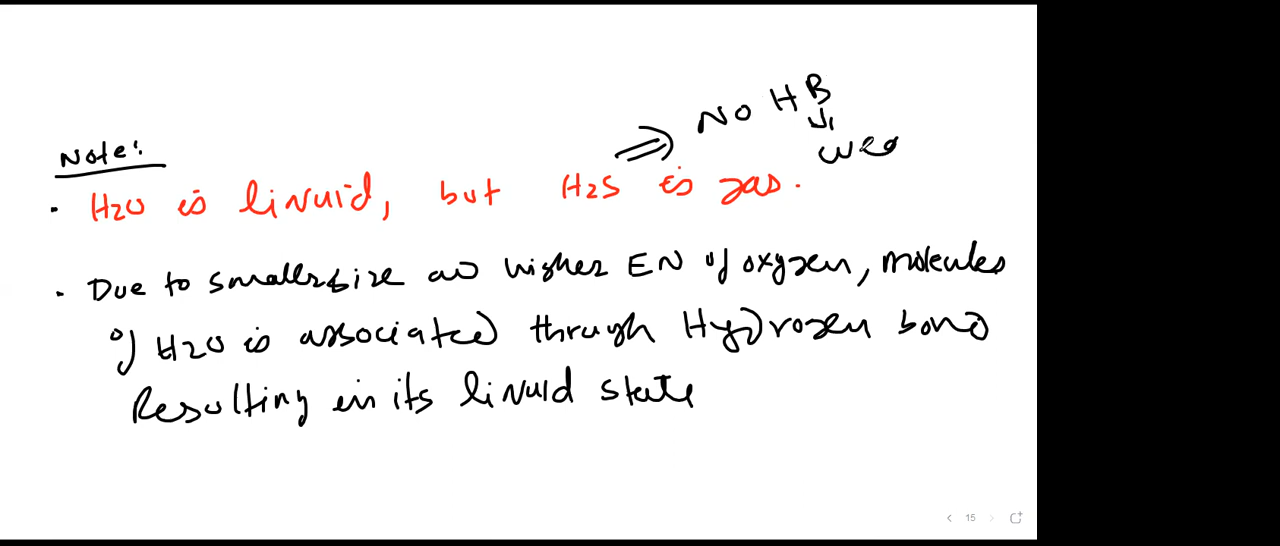 ⇒ No HB
↓
wea
Note:
· H2O is liquid, but H2S is gas.
· Due to smaller size and higher EN of oxygen, molecules
of H2O is associated through Hydrogen bond
Resulting in its liquid state
< 15 >